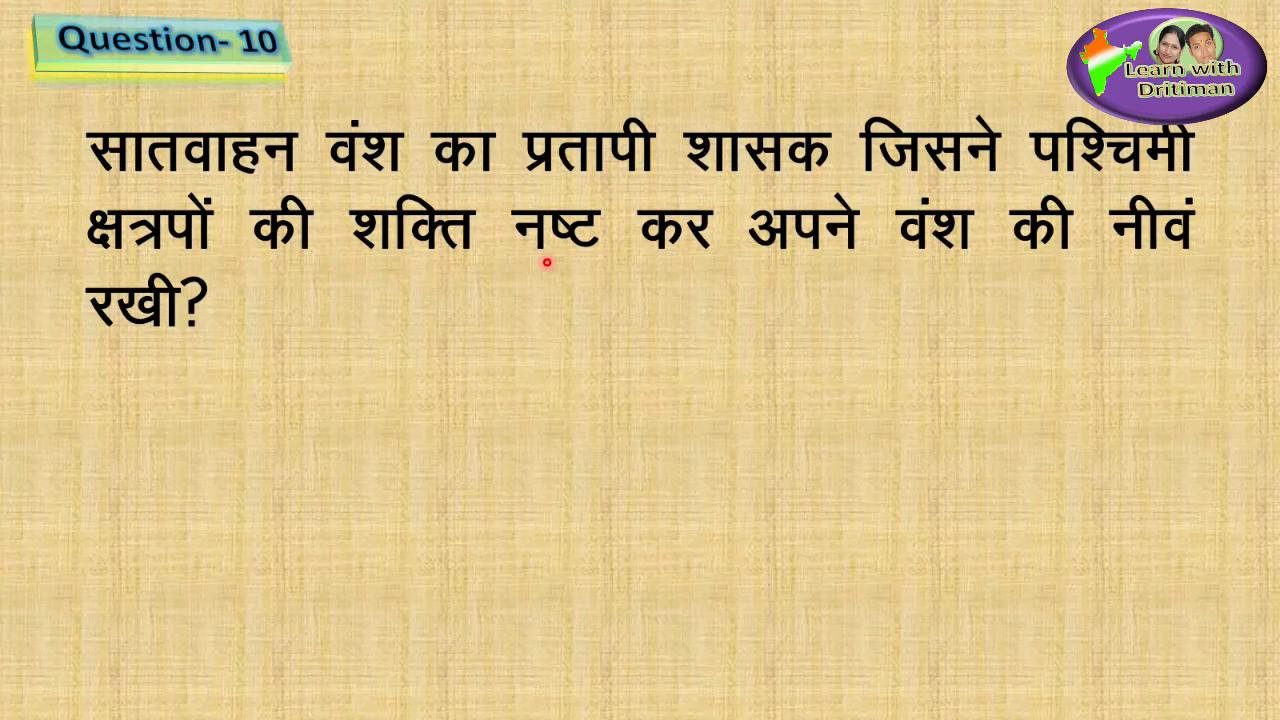 Question- 10
Learn with
Dritiman
सातवाहन वंश का प्रतापी शासक जिसने पश्चिमी
क्षत्रपों की शक्ति नष्ट कर अपने वंश की नीवं
रखी?